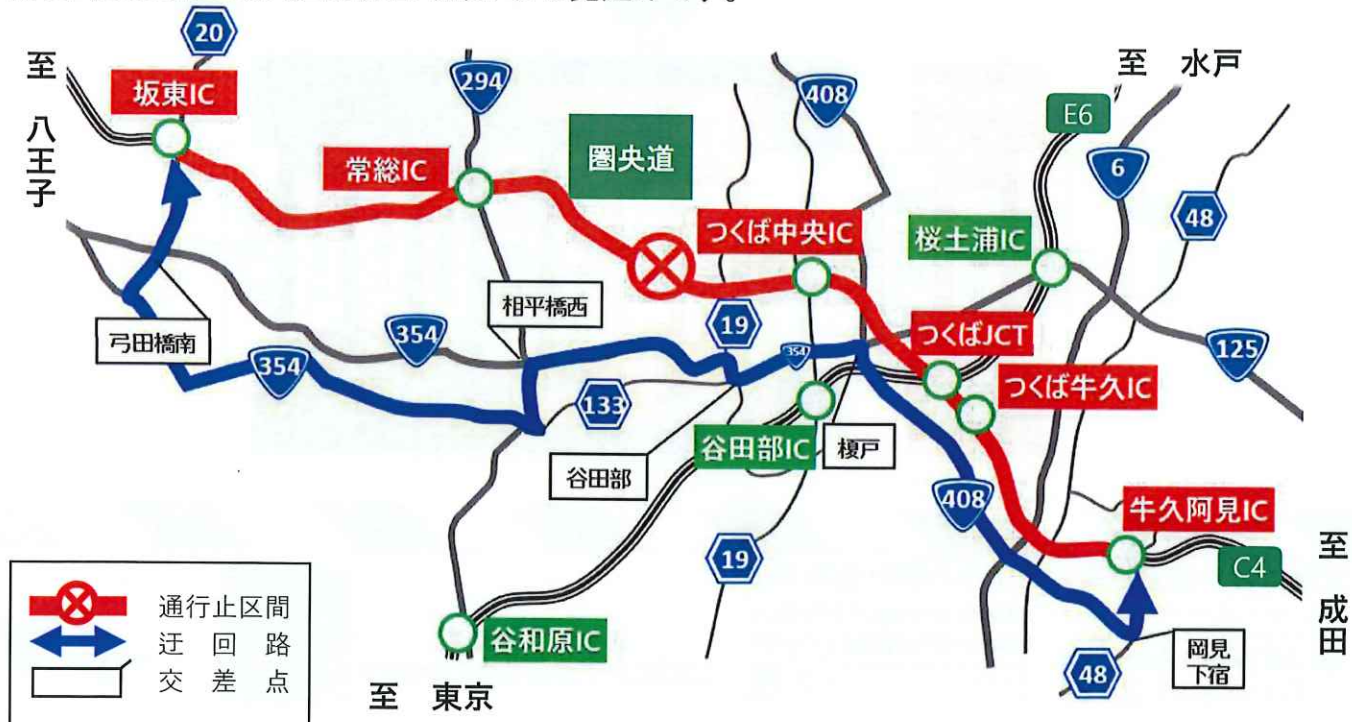 20
至 八王子
坂東IC
294
常総IC
圏央道
408
至 水戸
E6
6
48
つくば中央IC
桜土浦IC
相平橋西
弓田橋南
354
354
19
354
つくばJCT
つくば牛久IC
125
133
谷田部
谷田部IC
榎戸
408
牛久阿見IC
至 成田
C4
19
谷和原IC
至 東京
48
岡見
下宿
通行止区間
迂回路
交差点